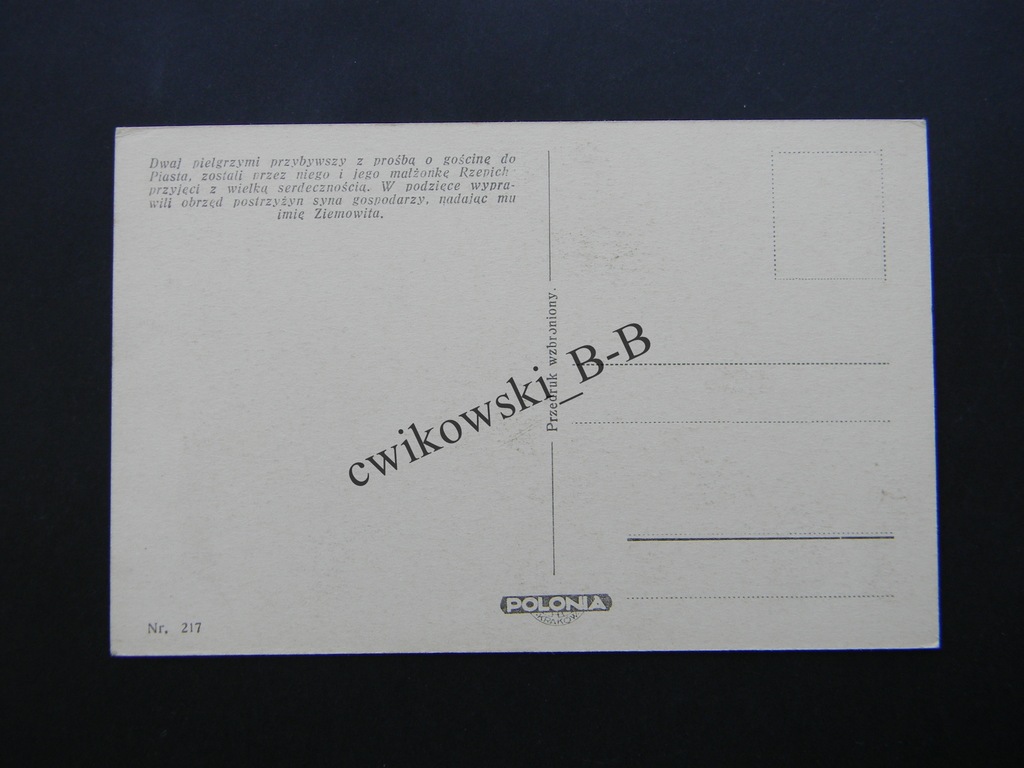 Dwaj pielgrzymi przybywszy z prośbą o gościnę do
Piasta, zostali przez niego i jego małżonkę Rzepich
przyjęci z wielką serdecznością. W podzięce wypra-
wili obrzęd postrzyżyn syna gospodarzy, nadając mu
imię Ziemowita.
Przedruk wzbroniony.
cwikowski_B-B
POLONIA
KRAKÓW
Nr. 217